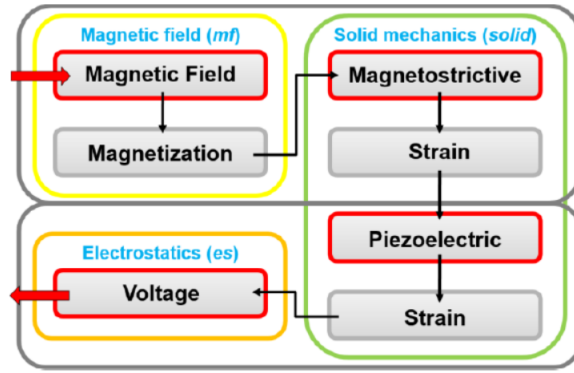 Magnetic field (mf)
Magnetic Field
Magnetization
Solid mechanics (solid)
Magnetostrictive
Strain
Piezoelectric
Strain
Electrostatics (es)
Voltage